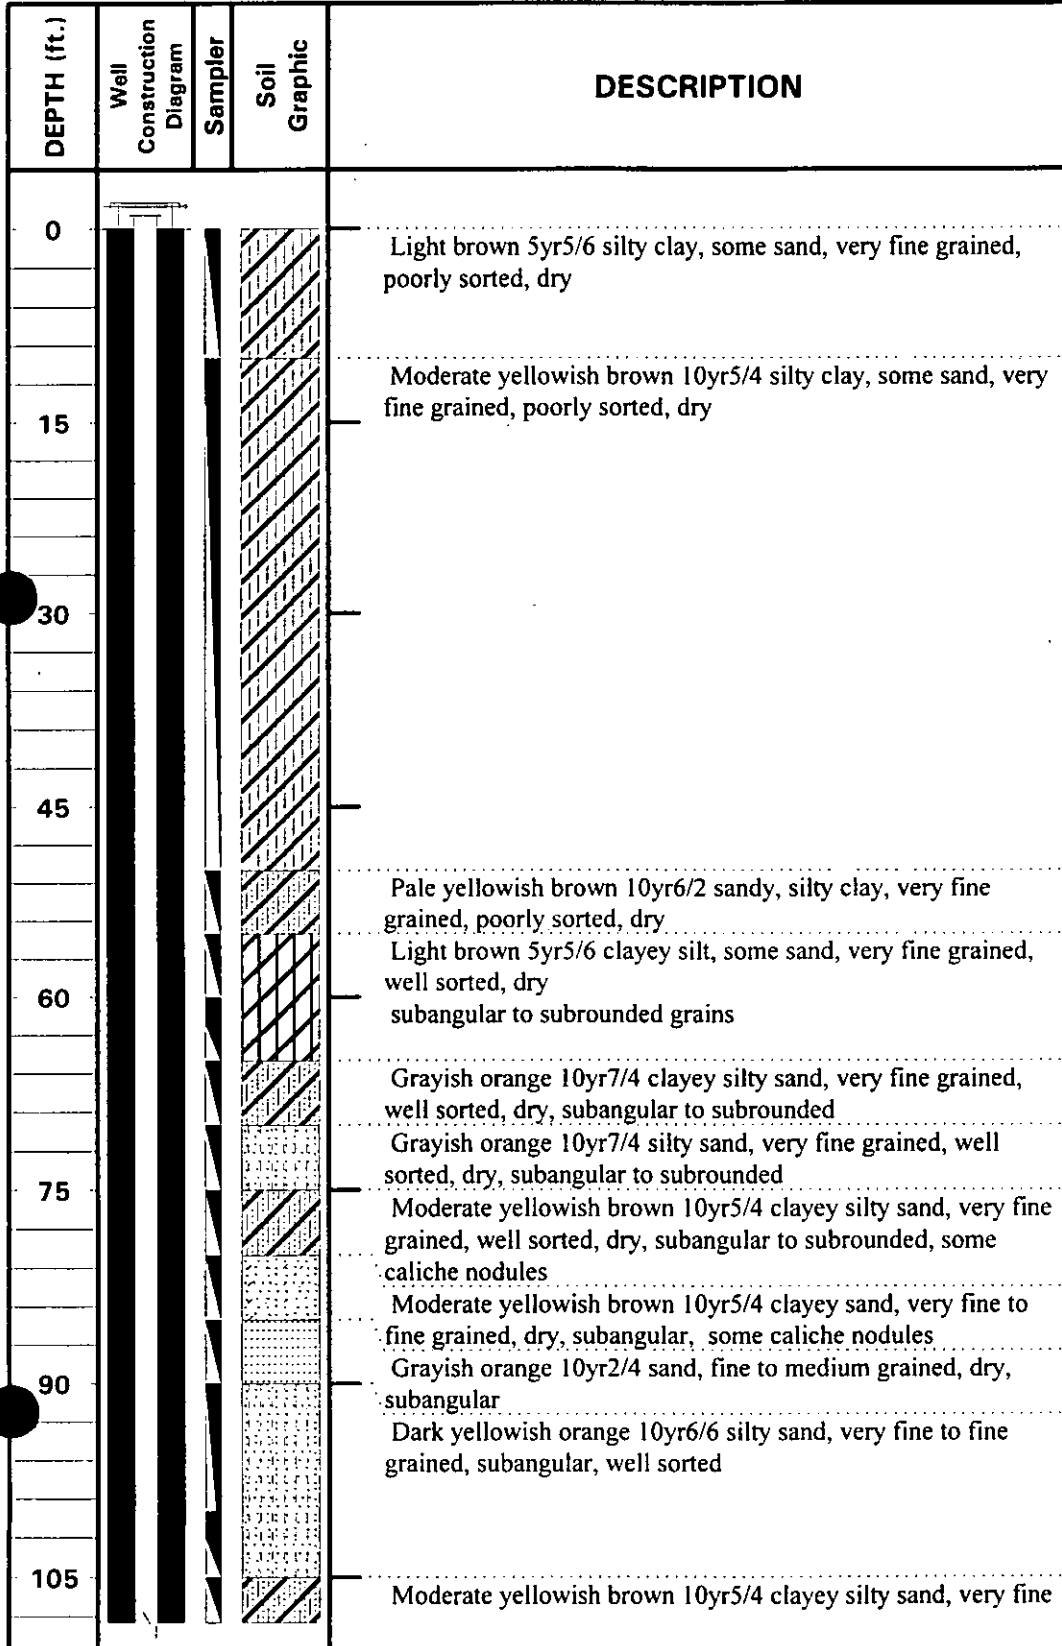 DEPTH (ft.)
Well
Construction
Diagram
Sampler
Soil
Graphic
DESCRIPTION
0
Light brown 5yr5/6 silty clay, some sand, very fine grained,
poorly sorted, dry
Moderate yellowish brown 10yr5/4 silty clay, some sand, very
fine grained, poorly sorted, dry
15
30
45
Pale yellowish brown 10yr6/2 sandy, silty clay, very fine
grained, poorly sorted, dry
Light brown 5yr5/6 clayey silt, some sand, very fine grained,
well sorted, dry
60
subangular to subrounded grains
Grayish orange 10yr7/4 clayey silty sand, very fine grained,
well sorted, dry, subangular to subrounded
Grayish orange 10yr7/4 silty sand, very fine grained, well
sorted, dry, subangular to subrounded
75
Moderate yellowish brown 10yr5/4 clayey silty sand, very fine
grained, well sorted, dry, subangular to subrounded, some
caliche nodules
Moderate yellowish brown 10yr5/4 clayey sand, very fine to
fine grained, dry, subangular, some caliche nodules
Grayish orange 10yr2/4 sand, fine to medium grained, dry,
90
subangular
Dark yellowish orange 10yr6/6 silty sand, very fine to fine
grained, subangular, well sorted
105
Moderate yellowish brown 10yr5/4 clayey silty sand, very fine